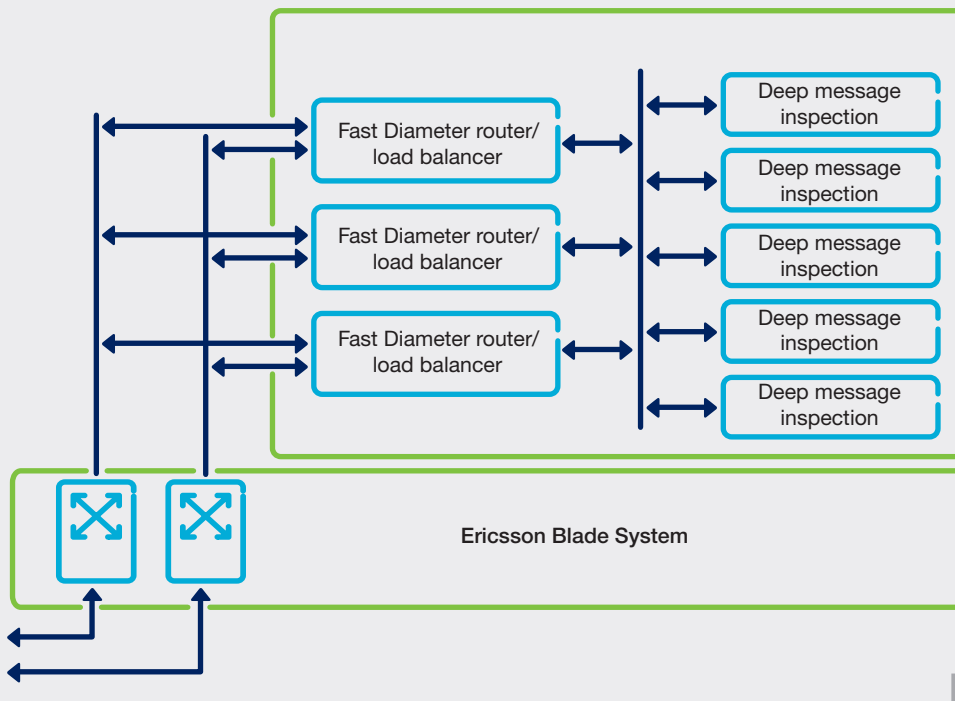 Fast Diameter router/
load balancer
Fast Diameter router/
load balancer
Fast Diameter router/
load balancer
Deep message
inspection
Deep message
inspection
Deep message
inspection
Deep message
inspection
Deep message
inspection
Ericsson Blade System